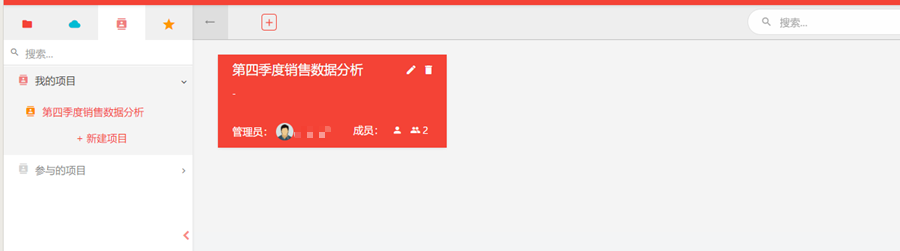 搜索...
搜索...
我的项目
第四季度销售数据分析
+ 新建项目
参与的项目
第四季度销售数据分析
-
管理员： 成员： 2